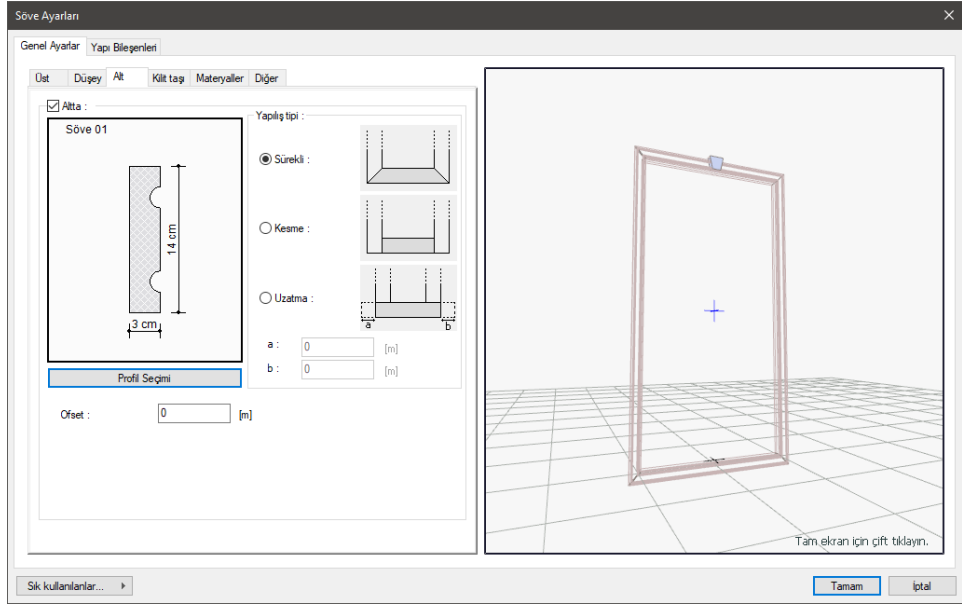 Söve Ayarları
Genel Ayarlar Yapı Bileşenleri
Üst Düşey Alt Kilit taşı Materyaller Diğer
Altta :
Söve 01
14 cm
3 cm
Profil Seçimi
Ofset : 0 [m]
Yapılış tipi :
Sürekli :
Kesme :
Uzatma :
a b
a : 0 [m]
b : 0 [m]
Tam ekran için çift tıklayın.
Sık kullanılanlar...
Tamam İptal